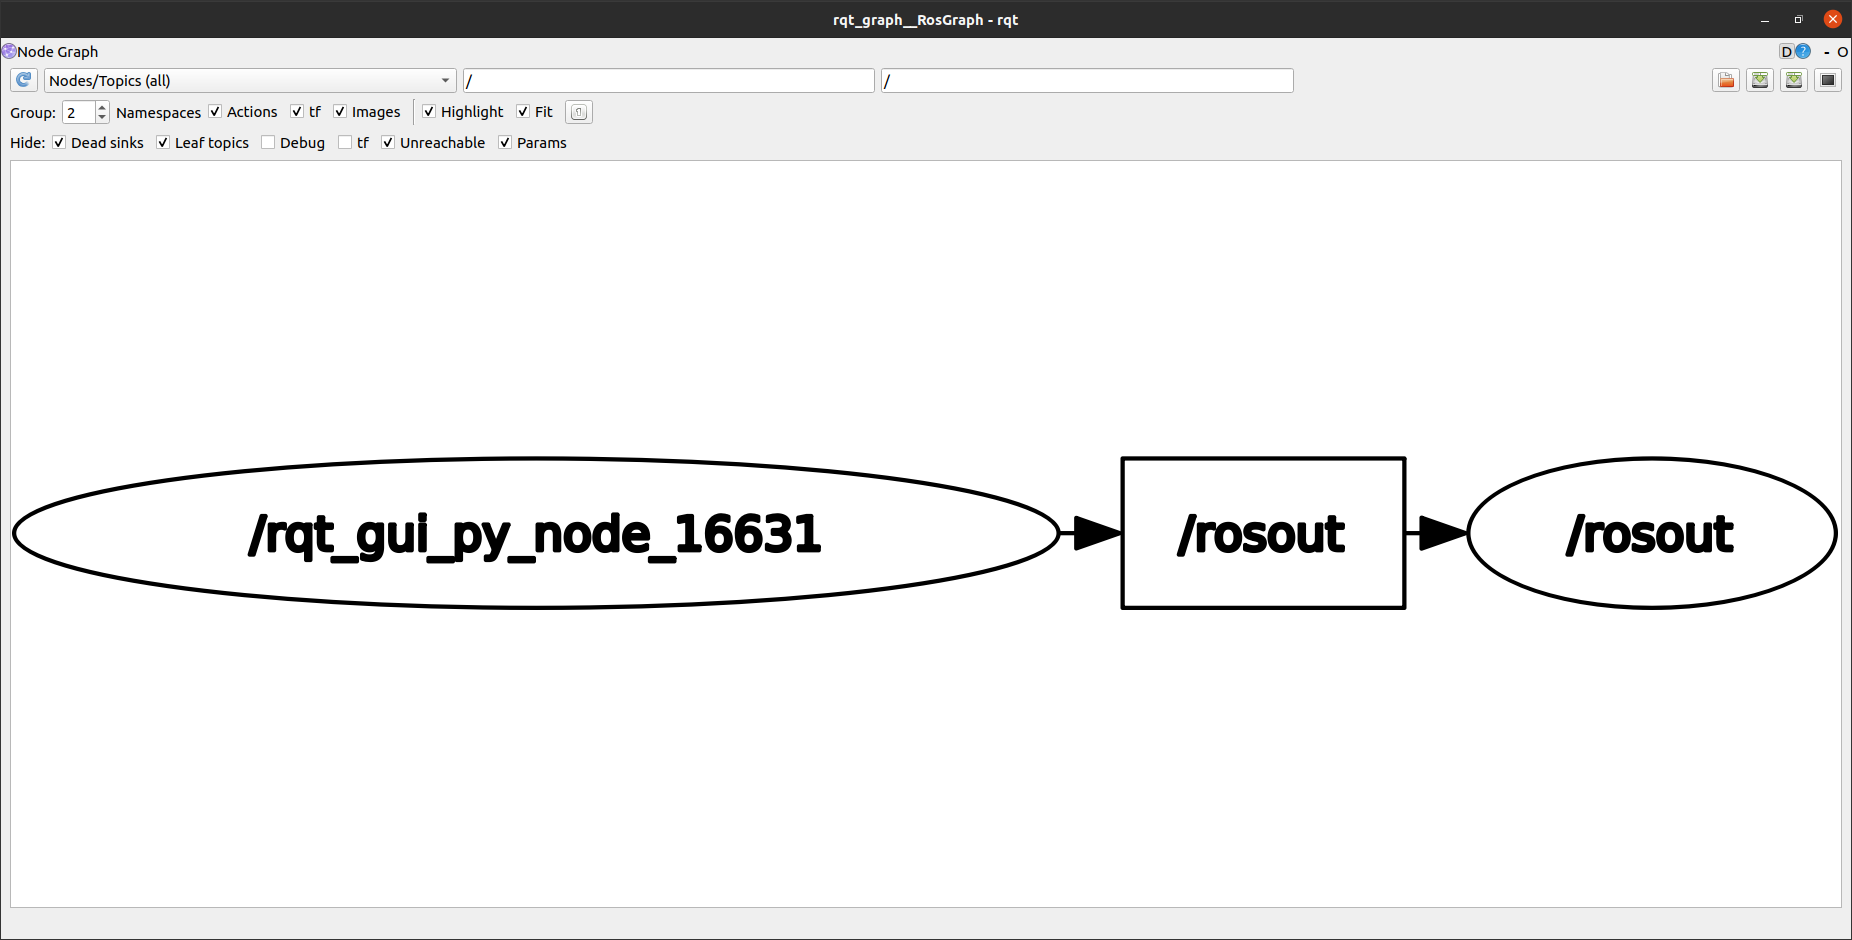 rqt_graph__RosGraph - rqt
Node Graph D ? - O
Nodes/Topics (all) / /
Group: 2 Namespaces Actions tf Images Highlight Fit
Hide: Dead sinks Leaf topics Debug tf Unreachable Params
/rqt_gui_py_node_16631 /rosout /rosout